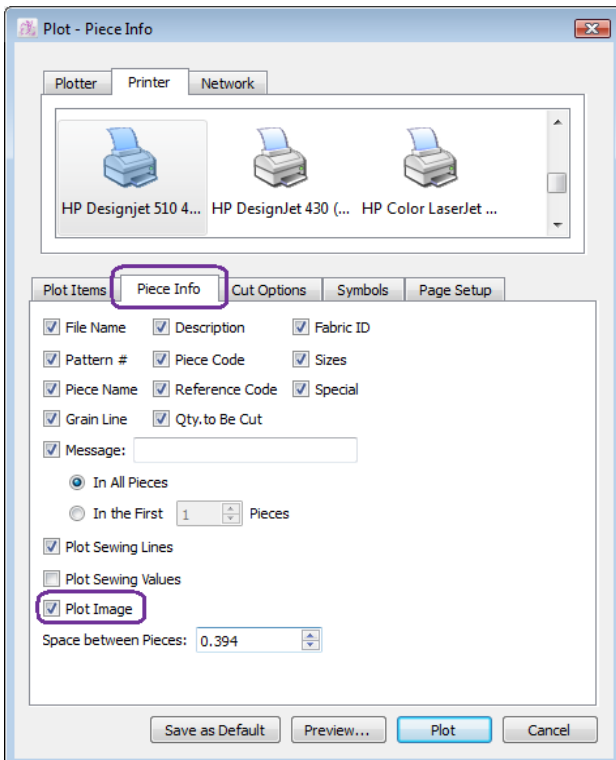 Plot - Piece Info
Plotter Printer Network
HP Designjet 510 4... HP DesignJet 430 (... HP Color LaserJet ...
Plot Items Piece Info Cut Options Symbols Page Setup
File Name Description Fabric ID
Pattern # Piece Code Sizes
Piece Name Reference Code Special
Grain Line Qty.to Be Cut
Message:
In All Pieces
In the First 1 Pieces
Plot Sewing Lines
Plot Sewing Values
Plot Image
Space between Pieces: 0.394
Save as Default Preview... Plot Cancel